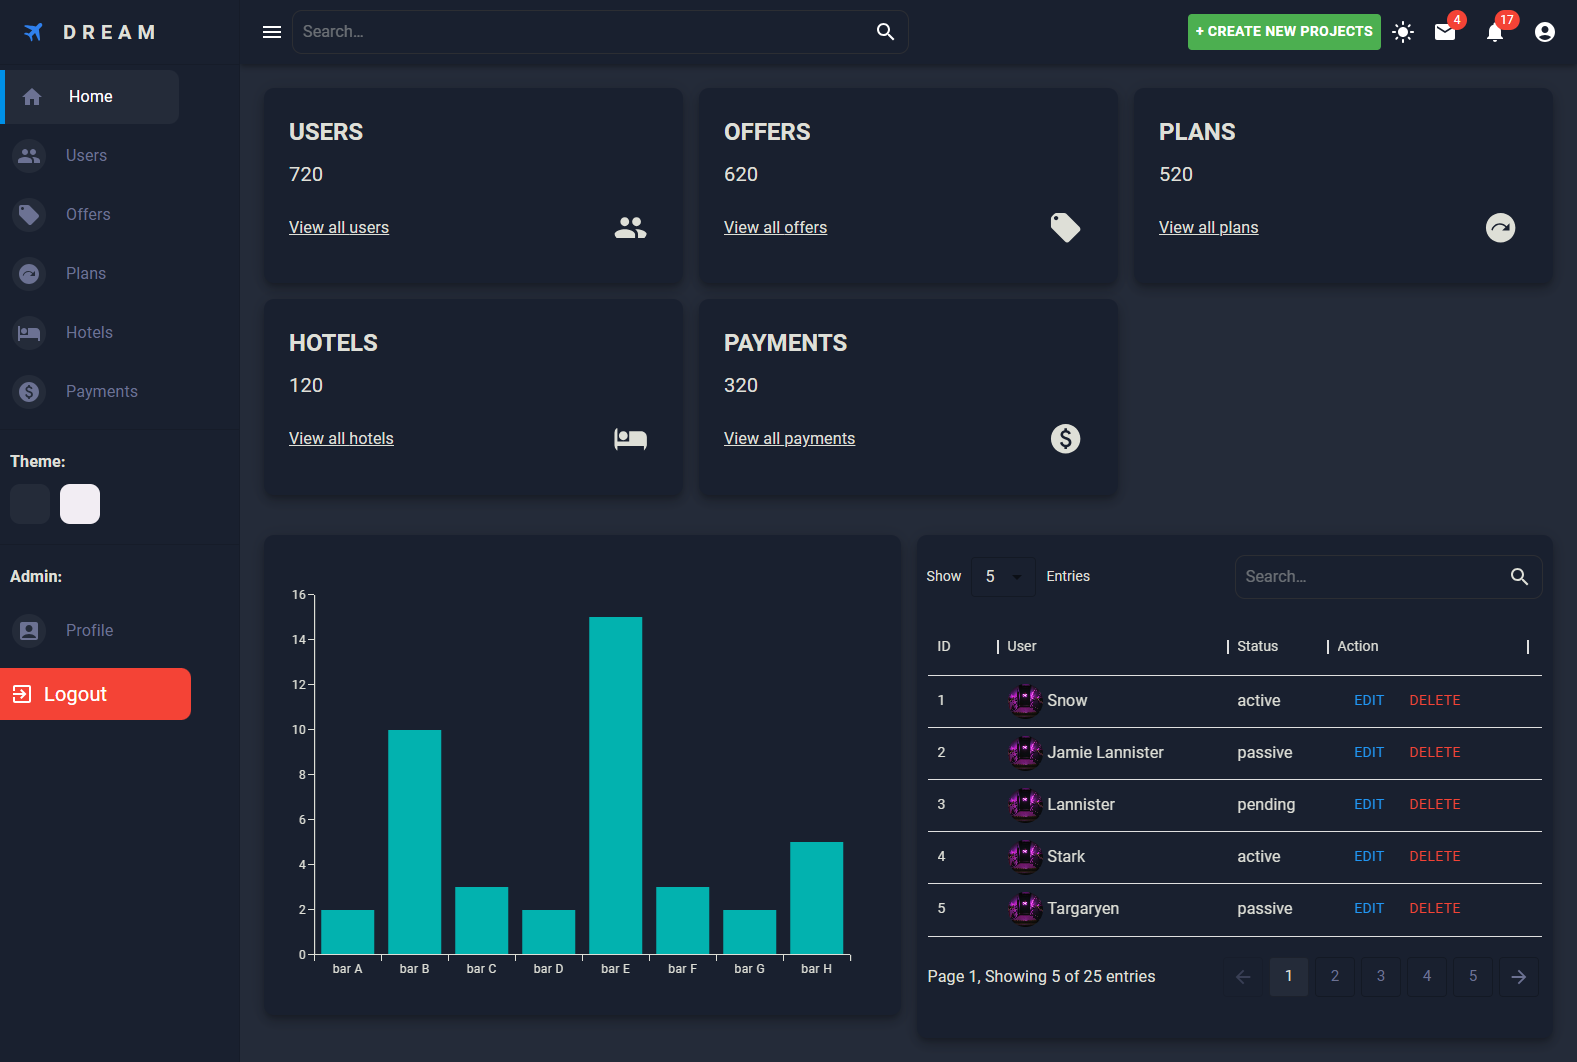 DREAM
Search...
+ CREATE NEW PROJECTS
4
17
Home
Users
Offers
Plans
Hotels
Payments
Theme:
Admin:
Profile
Logout
USERS
720
View all users
OFFERS
620
View all offers
PLANS
520
View all plans
HOTELS
120
View all hotels
PAYMENTS
320
View all payments
16
14
12
10
8
6
4
2
0
bar A bar B bar C bar D bar E bar F bar G bar H
Show 5 Entries
Search...
ID User Status Action
1 Snow active EDIT DELETE
2 Jamie Lannister passive EDIT DELETE
3 Lannister pending EDIT DELETE
4 Stark active EDIT DELETE
5 Targaryen passive EDIT DELETE
Page 1, Showing 5 of 25 entries
1 2 3 4 5